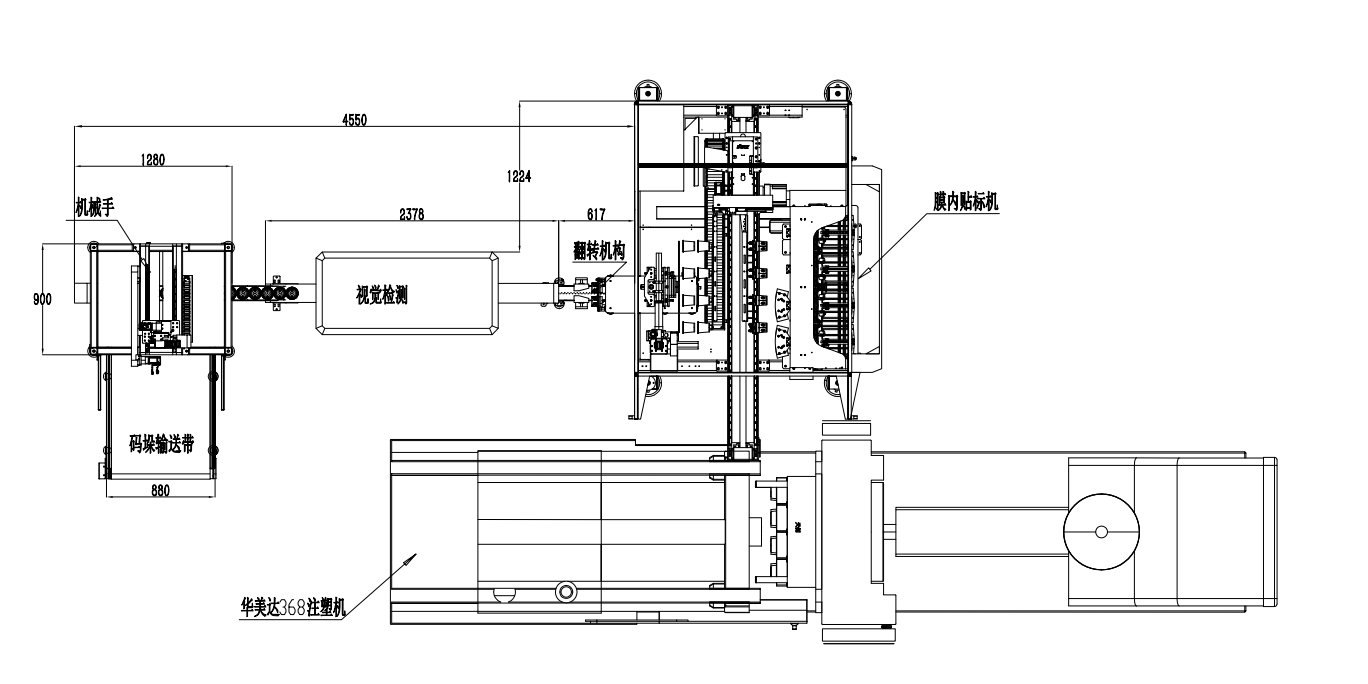 4550
1280
1224
机械手
膜内贴标机
2378
617
翻转机构
视觉检测
900
码垛输送带
880
华美达368注塑机